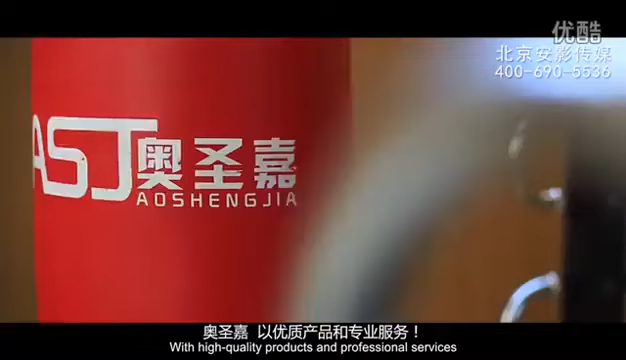 优酷
北京安影传媒
400-690-5536
ASJ奥圣嘉
AOSHENGJIA
奥圣嘉 以优质产品和专业服务！
With high-quality products and professional services